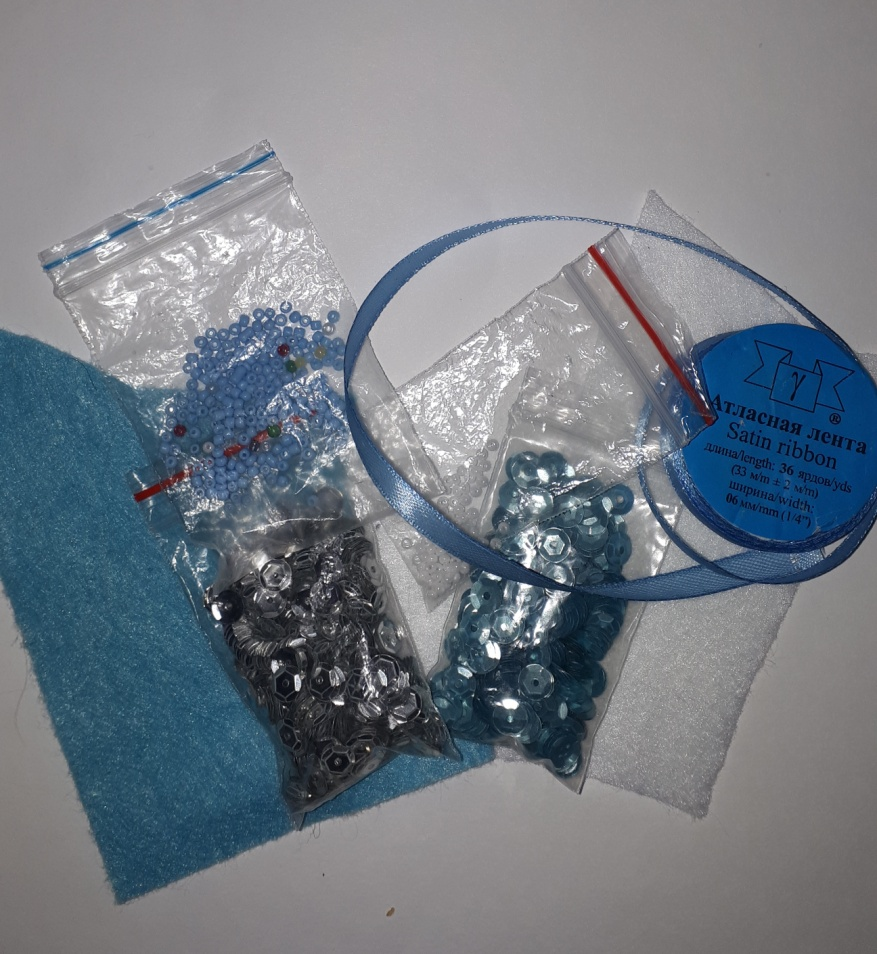 γ
®
Атласная лента
Satin ribbon
длина/length: 36 ярдов/yds
(33 м/m ± 2 м/m)
ширина/width:
06 мм/mm (1/4")